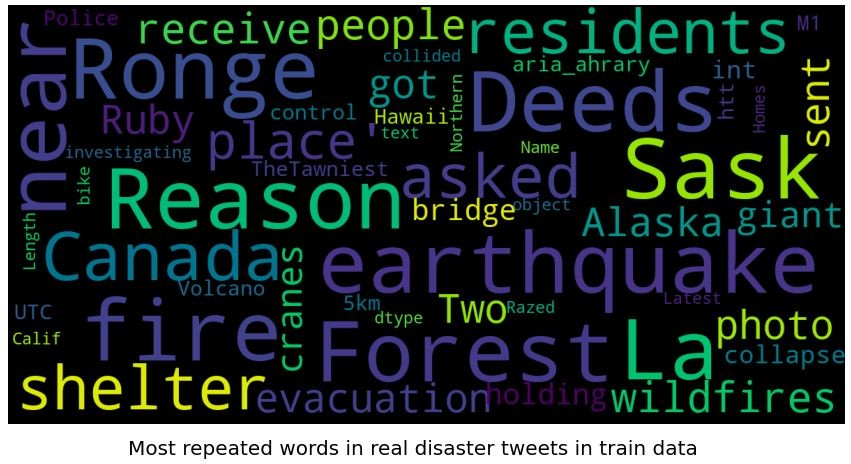 Police
receive
people
residents
M1
near
Ronge
collided
got
aria_ahrary
int
Deeds
htt
Homes
sent
Ruby
control
Hawaii
text
Northern
place'
investigating
TheTawniest
asked
Name
Sask
bike
Reason
bridge
object
Alaska
giant
Length
Canada
earthquake
Volcano
cranes
UTC
5km
dtype
Two
Razed
Latest
Calif
fire
Forest
La
photo
collapse
shelter
evacuation
holding
wildfires
Most repeated words in real disaster tweets in train data